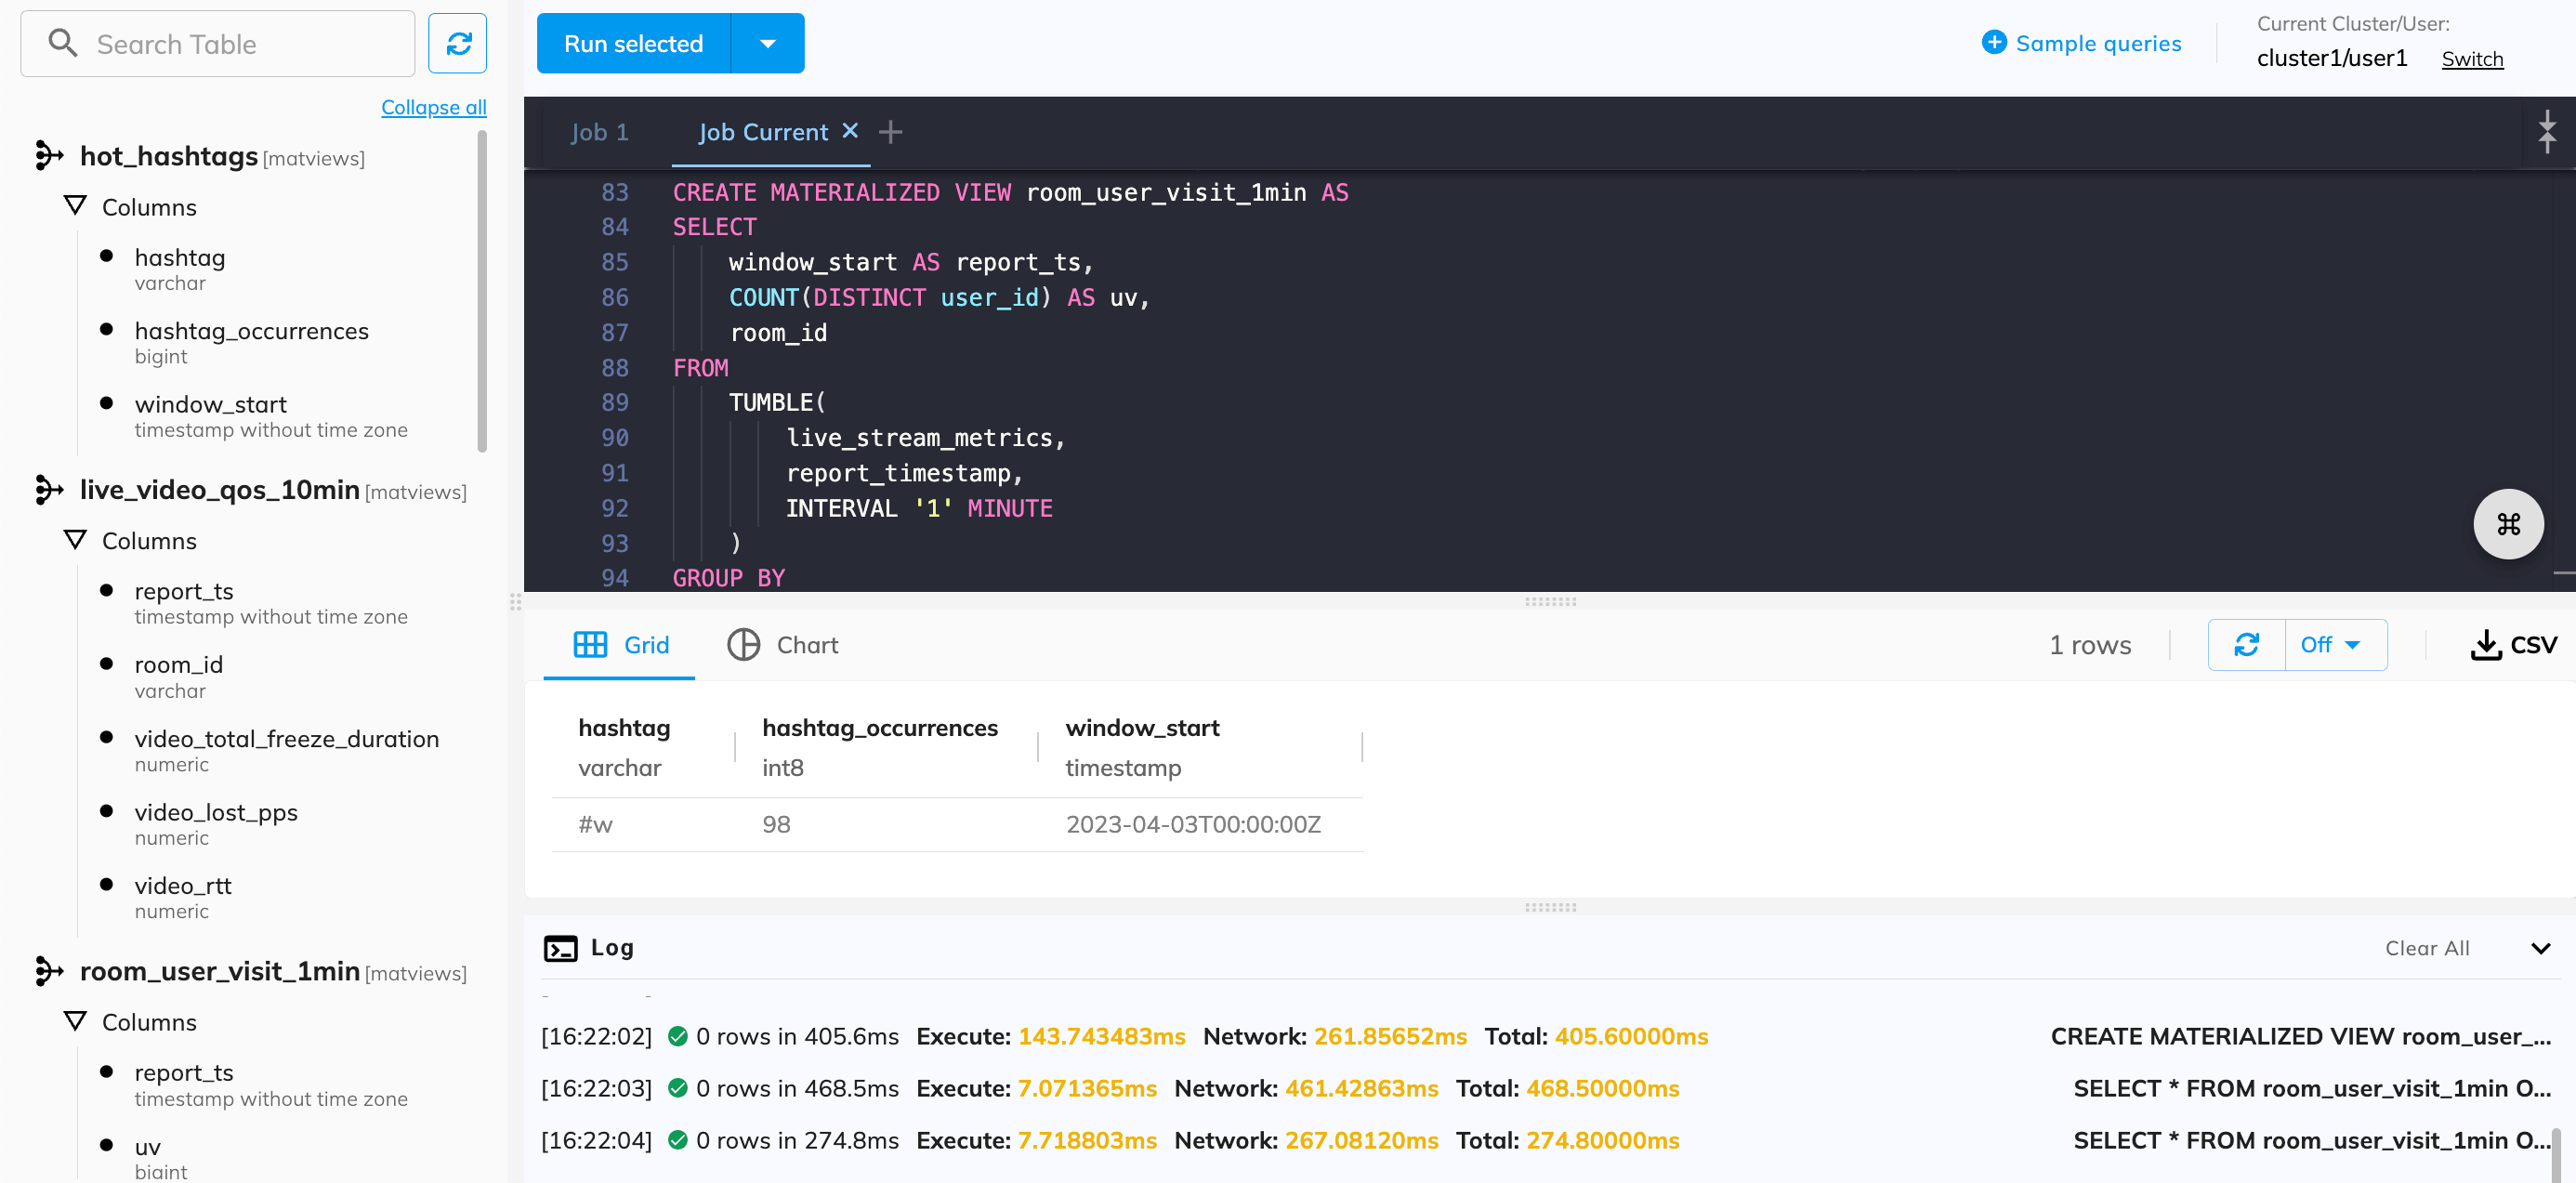 Search Table
Collapse all
hot_hashtags [matviews]
Columns
hashtag
varchar
hashtag_occurrences
bigint
window_start
timestamp without time zone
live_video_qos_10min [matviews]
Columns
report_ts
timestamp without time zone
room_id
varchar
video_total_freeze_duration
numeric
video_lost_pps
numeric
video_rtt
numeric
room_user_visit_1min [matviews]
Columns
report_ts
timestamp without time zone
uv
bigint
Run selected
Sample queries
Current Cluster/User:
cluster1/user1 Switch
Job 1 Job Current
83 CREATE MATERIALIZED VIEW room_user_visit_1min AS
84 SELECT
85 window_start AS report_ts,
86 COUNT(DISTINCT user_id) AS uv,
87 room_id
88 FROM
89 TUMBLE(
90 live_stream_metrics,
91 report_timestamp,
92 INTERVAL '1' MINUTE
93 )
94 GROUP BY
Grid Chart 1 rows Off CSV
hashtag hashtag_occurrences window_start
varchar int8 timestamp
#w 98 2023-04-03T00:00:00Z
Log Clear All
[16:22:02] 0 rows in 405.6ms Execute: 143.743483ms Network: 261.85652ms Total: 405.60000ms CREATE MATERIALIZED VIEW room_user_...
[16:22:03] 0 rows in 468.5ms Execute: 7.071365ms Network: 461.42863ms Total: 468.50000ms SELECT * FROM room_user_visit_1min O...
[16:22:04] 0 rows in 274.8ms Execute: 7.718803ms Network: 267.08120ms Total: 274.80000ms SELECT * FROM room_user_visit_1min O...